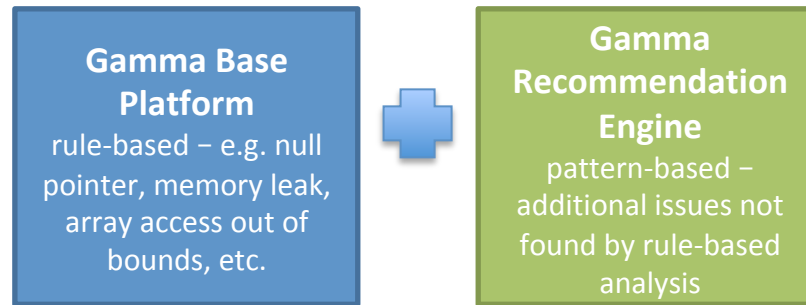 Gamma Base
Platform
rule-based − e.g. null
pointer, memory leak,
array access out of
bounds, etc.
Gamma
Recommendation
Engine
pattern-based −
additional issues not
found by rule-based
analysis